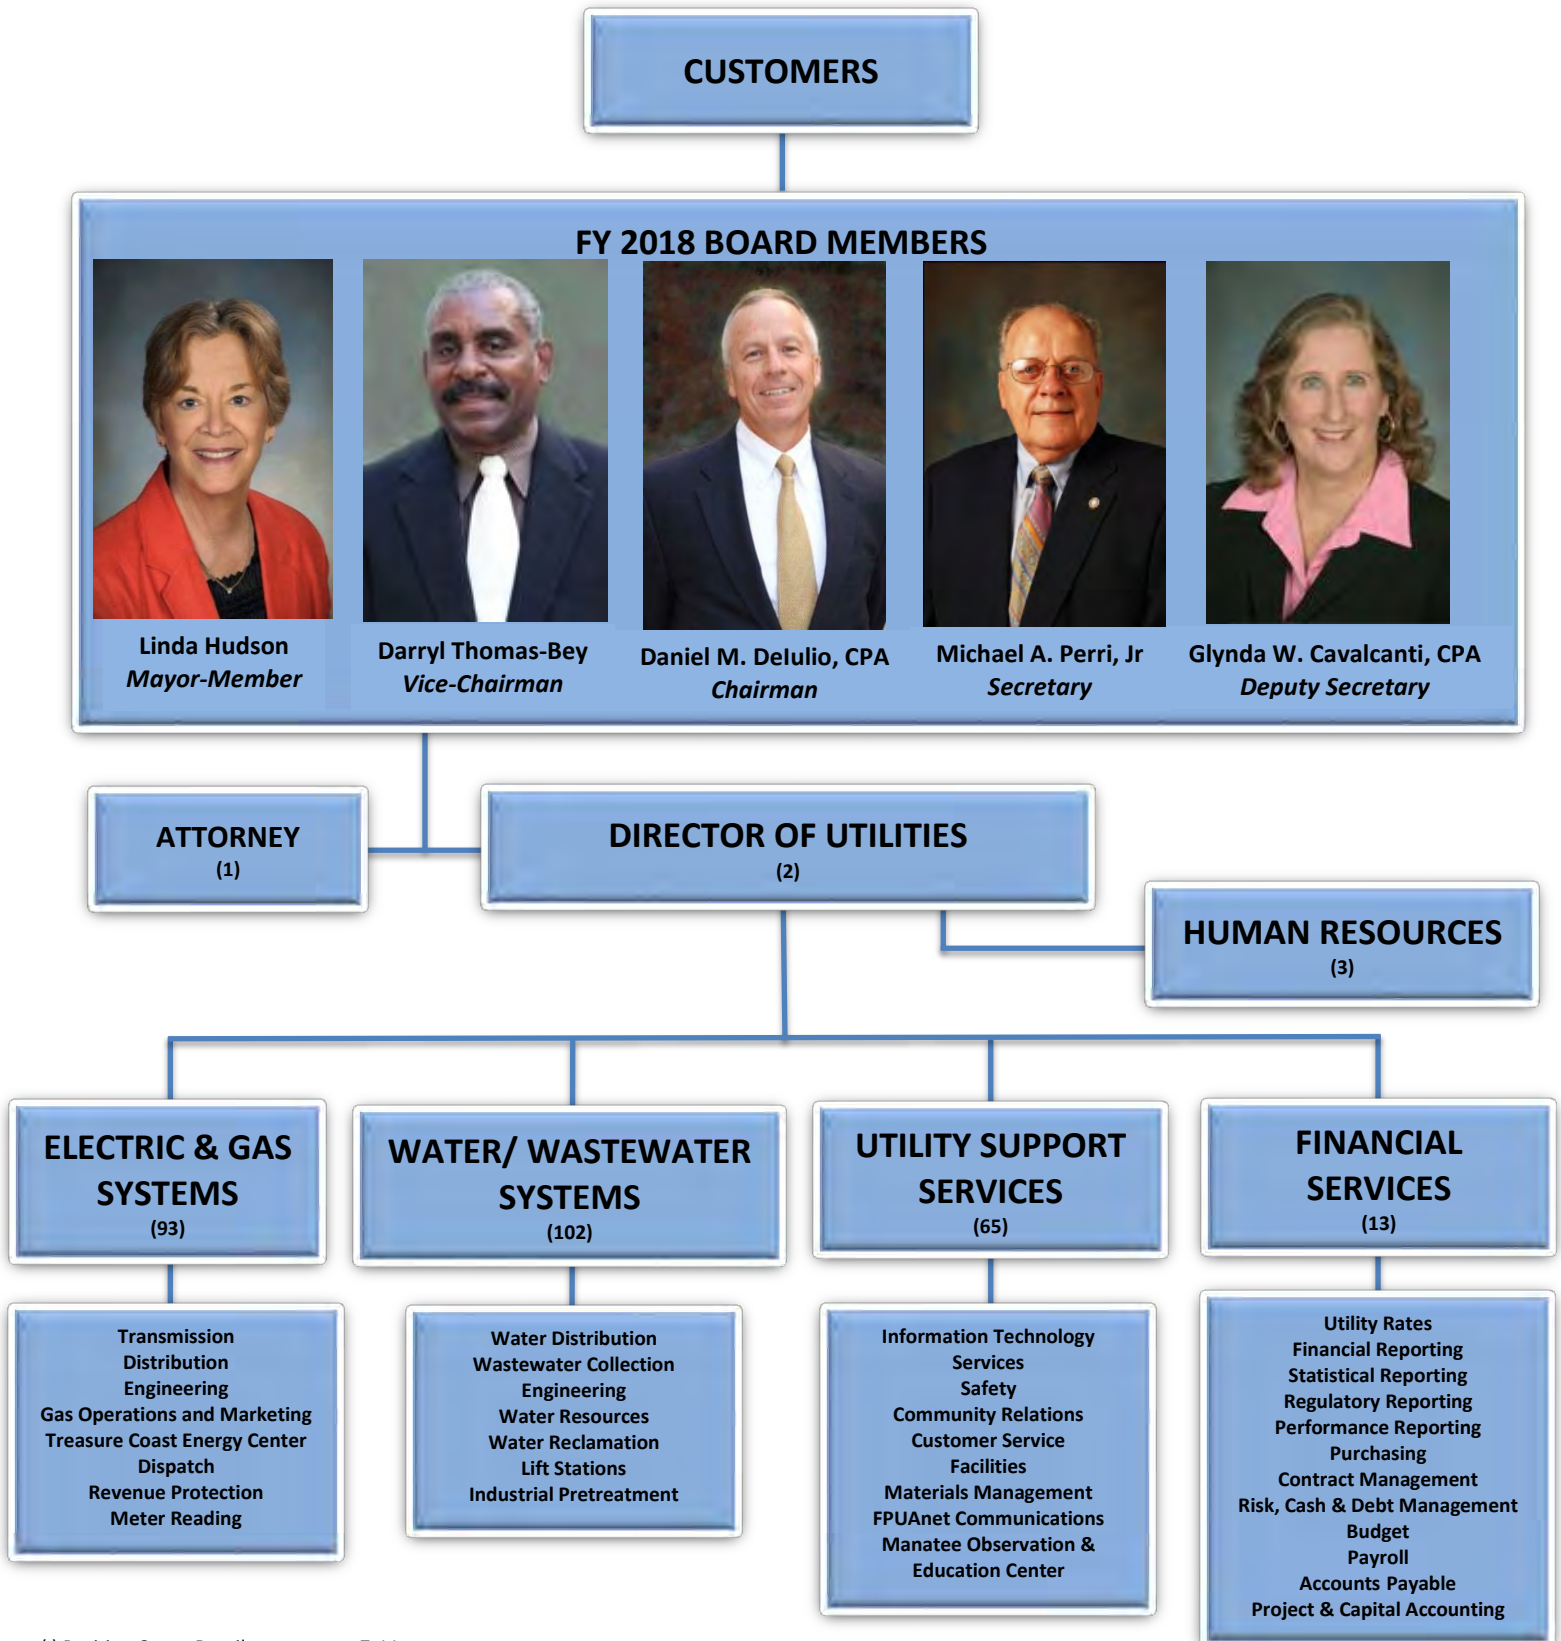 CUSTOMERS
FY 2018 BOARD MEMBERS
Linda Hudson
Mayor-Member
Darryl Thomas-Bey
Vice-Chairman
Daniel M. DeIulio, CPA
Chairman
Michael A. Perri, Jr
Secretary
Glynda W. Cavalcanti, CPA
Deputy Secretary
ATTORNEY
(1)
DIRECTOR OF UTILITIES
(2)
HUMAN RESOURCES
(3)
ELECTRIC & GAS
SYSTEMS
(93)
WATER/ WASTEWATER
SYSTEMS
(102)
UTILITY SUPPORT
SERVICES
(65)
FINANCIAL
SERVICES
(13)
Transmission
Distribution
Engineering
Gas Operations and Marketing
Treasure Coast Energy Center
Dispatch
Revenue Protection
Meter Reading
Water Distribution
Wastewater Collection
Engineering
Water Resources
Water Reclamation
Lift Stations
Industrial Pretreatment
Information Technology
Services
Safety
Community Relations
Customer Service
Facilities
Materials Management
FPUAnet Communications
Manatee Observation &
Education Center
Utility Rates
Financial Reporting
Statistical Reporting
Regulatory Reporting
Performance Reporting
Purchasing
Contract Management
Risk, Cash & Debt Management
Budget
Payroll
Accounts Payable
Project & Capital Accounting